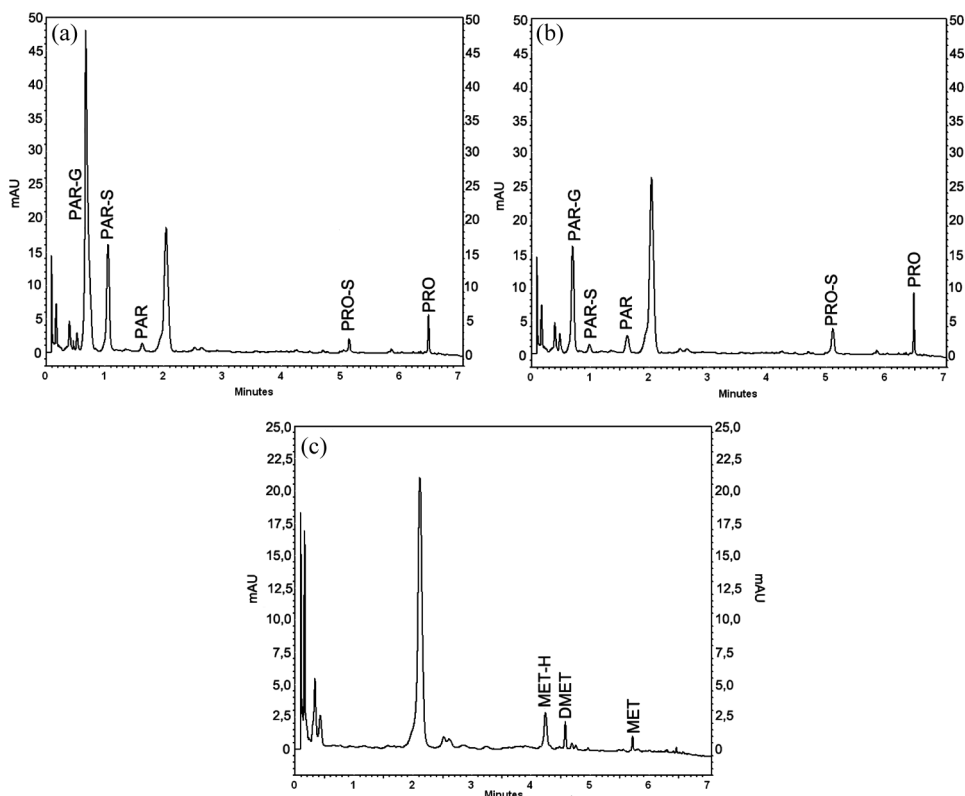 (a)
50
45
40
35
30
25
20
15
10
5
0
mAU
50
45
40
35
30
25
20
15
10
5
0
PAR-G
PAR-S
PAR
PRO-S
PRO
0 1 2 3 4 5 6 7
Minutes
(b)
50
45
40
35
30
25
20
15
10
5
0
mAU
50
45
40
35
30
25
20
15
10
5
0
PAR-G
PAR-S
PAR
PRO-S
PRO
0 1 2 3 4 5 6 7
Minutes
(c)
25,0
22,5
20,0
17,5
15,0
12,5
10,0
7,5
5,0
2,5
0
mAU
25,0
22,5
20,0
17,5
15,0
12,5
10,0
7,5
5,0
2,5
0
mAU
MET-H
DMET
MET
0 1 2 3 4 5 6 7
Minutes